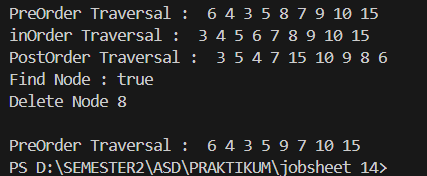 PreOrder Traversal :  6 4 3 5 8 7 9 10 15
inOrder Traversal :  3 4 5 6 7 8 9 10 15
PostOrder Traversal :  3 5 4 7 15 10 9 8 6
Find Node : true
Delete Node 8
PreOrder Traversal :  6 4 3 5 9 7 10 15
PS D:\SEMESTER2\ASD\PRAKTIKUM\jobsheet 14>